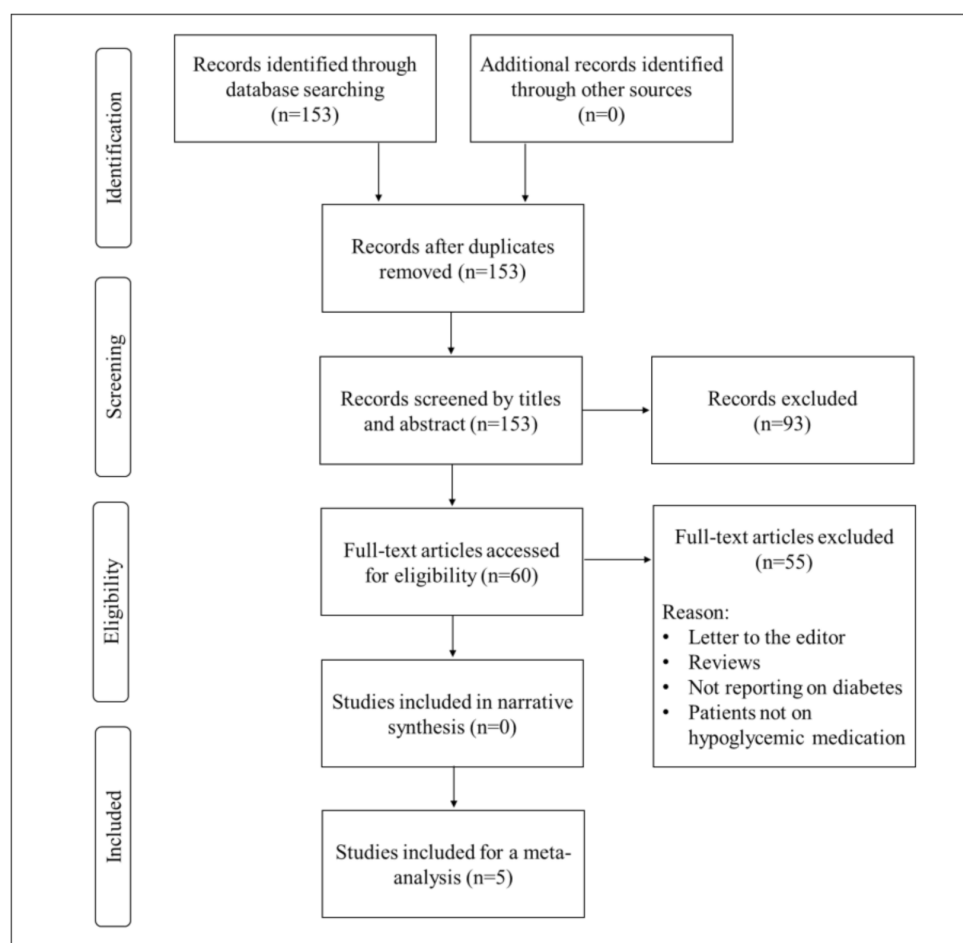 Identification
Records identified through
database searching
(n=153)
Additional records identified
through other sources
(n=0)
Records after duplicates
removed (n=153)
Screening
Records screened by titles
and abstract (n=153)
Records excluded
(n=93)
Eligibility
Full-text articles accessed
for eligibility (n=60)
Full-text articles excluded
(n=55)
Reason:
• Letter to the editor
• Reviews
• Not reporting on diabetes
• Patients not on
hypoglycemic medication
Studies included in narrative
synthesis (n=0)
Included
Studies included for a meta-
analysis (n=5)